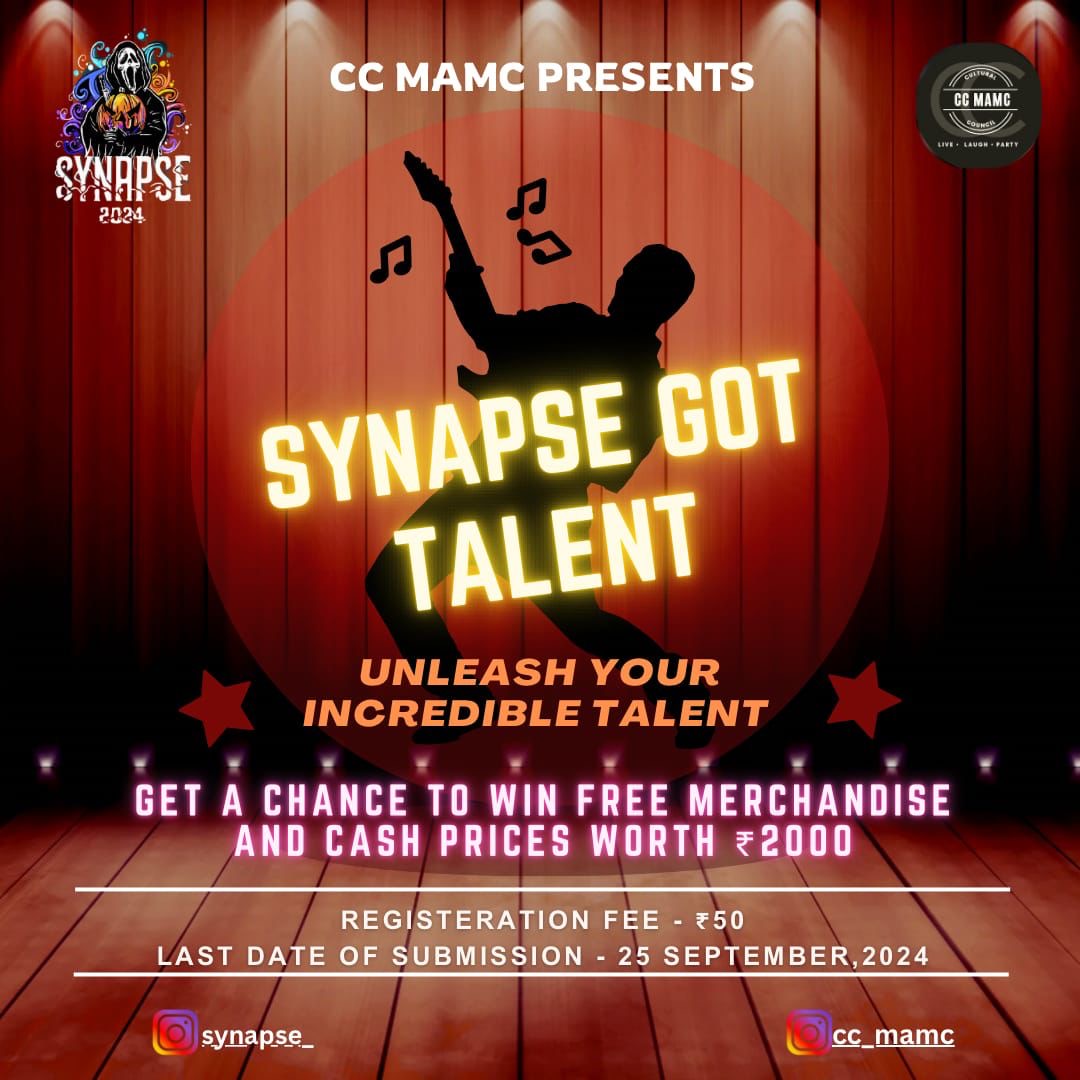 SYNAPSE
2024
CC MAMC PRESENTS
CULTURAL
CC MAMC
COUNCIL
LIVE • LAUGH • PARTY
SYNAPSE GOT
TALENT
UNLEASH YOUR
INCREDIBLE TALENT
GET A CHANCE TO WIN FREE MERCHANDISE
AND CASH PRICES WORTH ₹2000
REGISTERATION FEE - ₹50
LAST DATE OF SUBMISSION - 25 SEPTEMBER,2024
synapse_
cc_mamc